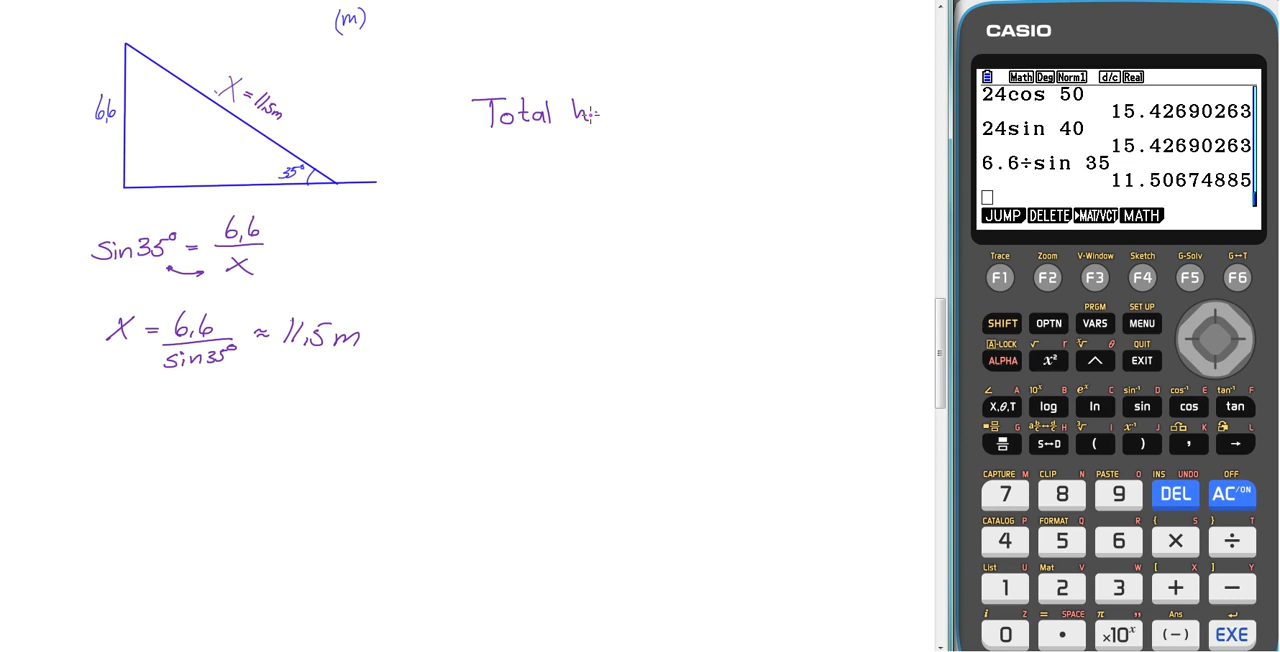 (m)
6,6
X = 11,5m
35°
Total
sin35° = 6,6
X
X = 6,6 ≈ 11,5m
sin35°
CASIO
Math Deg Norm1 d/c Real
24cos 50
15.42690263
24sin 40
15.42690263
6.6÷sin 35
11.50674885
JUMP DELETE ▶MAT/VCT MATH
Trace Zoom V-Window Sketch G-Solv G↔T
F1 F2 F3 F4 F5 F6
PRGM SET UP
SHIFT OPTN VARS MENU
A-LOCK √ r θ QUIT
ALPHA x² ^ EXIT
∠ A 10ˣ B eˣ C sin⁻¹ D cos⁻¹ E tan⁻¹ F
X,θ,T log ln sin cos tan
G H I x⁻¹ J K L
S↔D ( ) , →
CAPTURE M CLIP N PASTE O INS UNDO OFF
7 8 9 DEL AC/ON
CATALOG P FORMAT Q R { S } T
4 5 6 × ÷
List U Mat V W [ X ] Y
1 2 3 + −
i Z = SPACE π " Ans ↵
0 • ×10ˣ (−) EXE